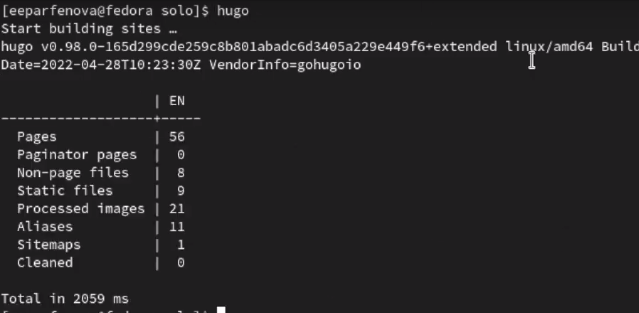 [eeparfenova@fedora solo]$ hugo
Start building sites …
hugo v0.98.0-165d299cde259c8b801abadc6d3405a229e449f6+extended linux/amd64 Build
Date=2022-04-28T10:23:30Z VendorInfo=gohugoio
| EN
-------------------+-----
Pages | 56
Paginator pages | 0
Non-page files | 8
Static files | 9
Processed images | 21
Aliases | 11
Sitemaps | 1
Cleaned | 0
Total in 2059 ms